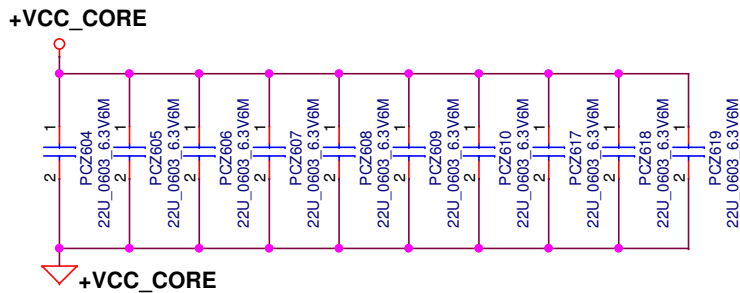 +VCC_CORE
1
2
PCZ604
22U_0603_6.3V6M
1
2
PCZ605
22U_0603_6.3V6M
1
2
PCZ606
22U_0603_6.3V6M
1
2
PCZ607
22U_0603_6.3V6M
1
2
PCZ608
22U_0603_6.3V6M
1
2
PCZ609
22U_0603_6.3V6M
1
2
PCZ610
22U_0603_6.3V6M
1
2
PCZ617
22U_0603_6.3V6M
1
2
PCZ618
22U_0603_6.3V6M
1
2
PCZ619
22U_0603_6.3V6M
+VCC_CORE